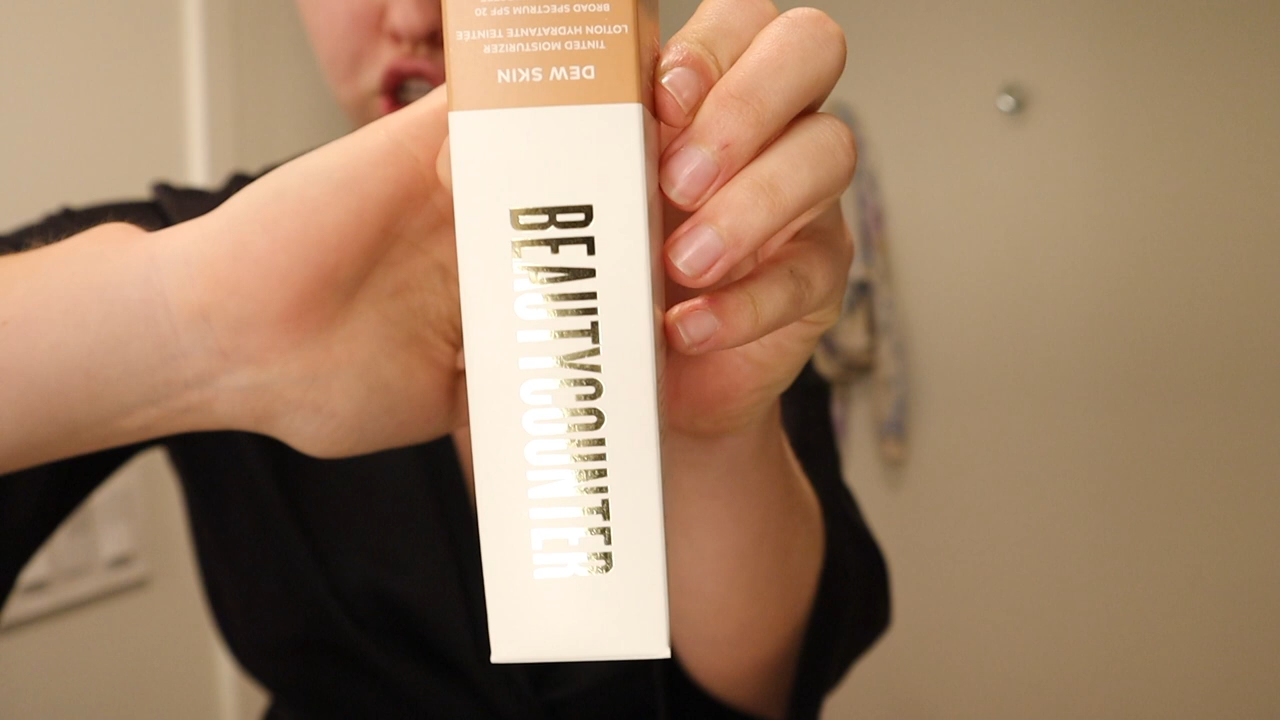 BEAUTYCOUNTER
DEW SKIN
TINTED MOISTURIZER
LOTION HYDRATANTE TEINTÉE
BROAD SPECTRUM SPF 20